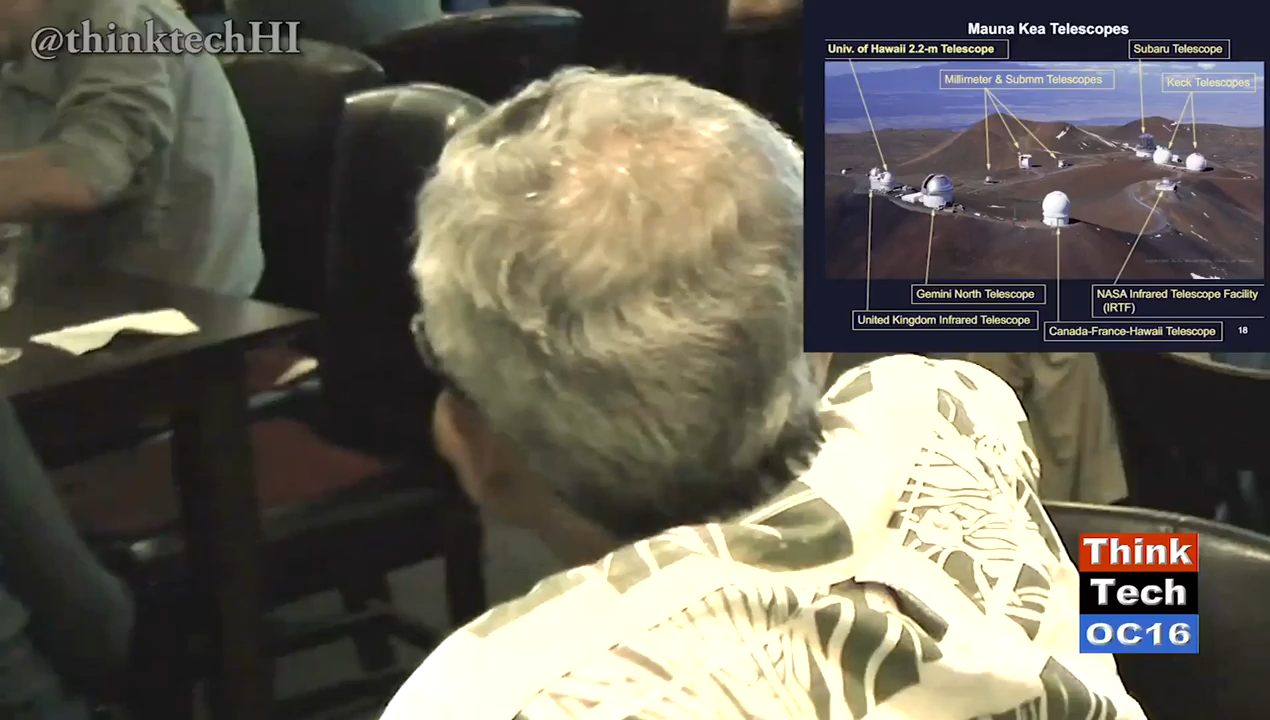 @thinktechHI
Mauna Kea Telescopes
Univ. of Hawaii 2.2-m Telescope
Subaru Telescope
Millimeter & Submm Telescopes
Keck Telescopes
Gemini North Telescope
NASA Infrared Telescope Facility
(IRTF)
United Kingdom Infrared Telescope
Canada-France-Hawaii Telescope
18
Think
Tech
OC16